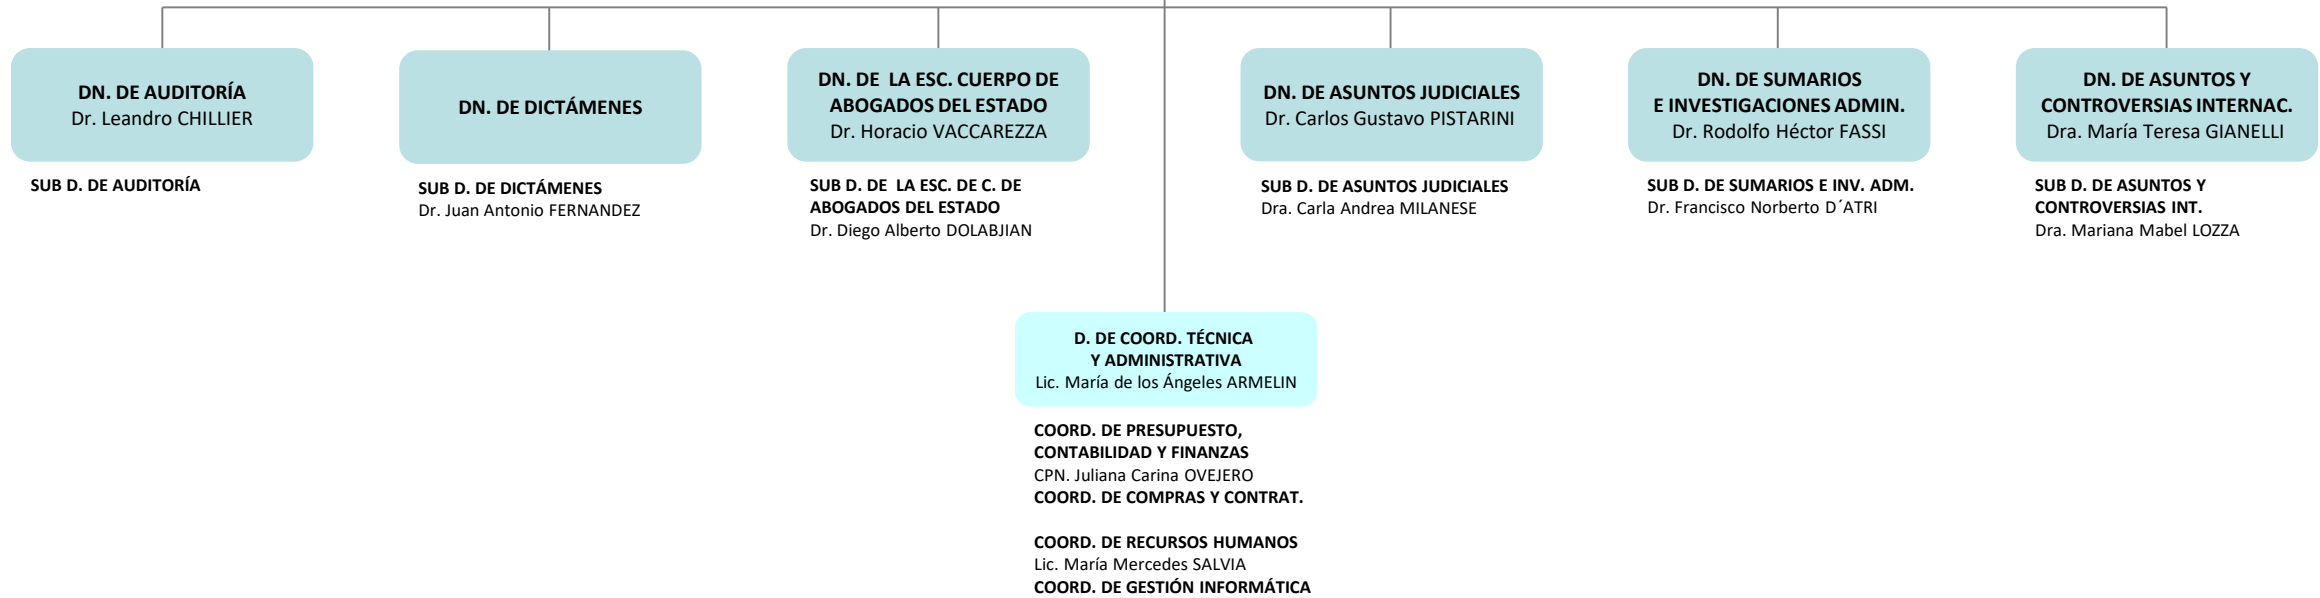 DN. DE AUDITORÍA
Dr. Leandro CHILLIER
SUB D. DE AUDITORÍA
DN. DE DICTÁMENES
SUB D. DE DICTÁMENES
Dr. Juan Antonio FERNANDEZ
DN. DE LA ESC. CUERPO DE
ABOGADOS DEL ESTADO
Dr. Horacio VACCAREZZA
SUB D. DE LA ESC. DE C. DE
ABOGADOS DEL ESTADO
Dr. Diego Alberto DOLABJIAN
DN. DE ASUNTOS JUDICIALES
Dr. Carlos Gustavo PISTARINI
SUB D. DE ASUNTOS JUDICIALES
Dra. Carla Andrea MILANESE
DN. DE SUMARIOS
E INVESTIGACIONES ADMIN.
Dr. Rodolfo Héctor FASSI
SUB D. DE SUMARIOS E INV. ADM.
Dr. Francisco Norberto D´ATRI
DN. DE ASUNTOS Y
CONTROVERSIAS INTERNAC.
Dra. María Teresa GIANELLI
SUB D. DE ASUNTOS Y
CONTROVERSIAS INT.
Dra. Mariana Mabel LOZZA
D. DE COORD. TÉCNICA
Y ADMINISTRATIVA
Lic. María de los Ángeles ARMELIN
COORD. DE PRESUPUESTO,
CONTABILIDAD Y FINANZAS
CPN. Juliana Carina OVEJERO
COORD. DE COMPRAS Y CONTRAT.
COORD. DE RECURSOS HUMANOS
Lic. María Mercedes SALVIA
COORD. DE GESTIÓN INFORMÁTICA